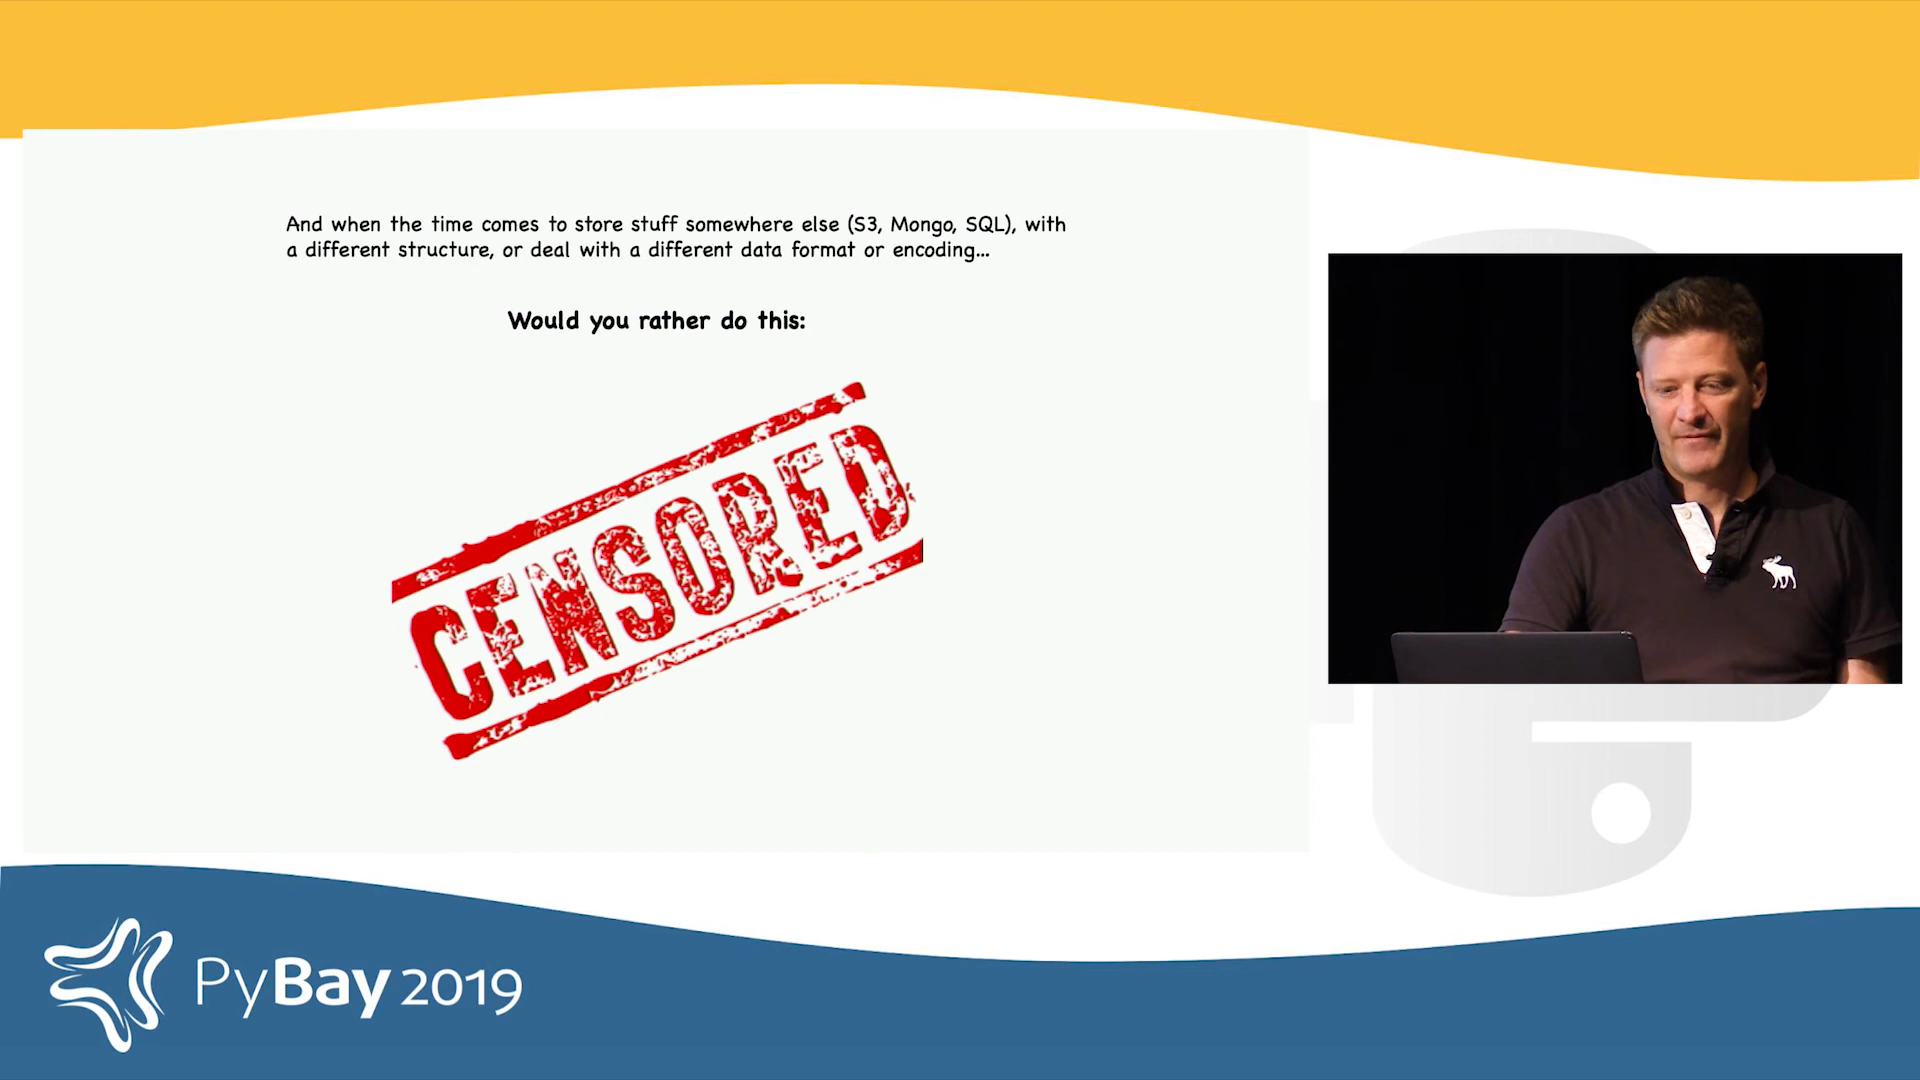 And when the time comes to store stuff somewhere else (S3, Mongo, SQL), with
a different structure, or deal with a different data format or encoding...
Would you rather do this:
CENSORED
PyBay 2019